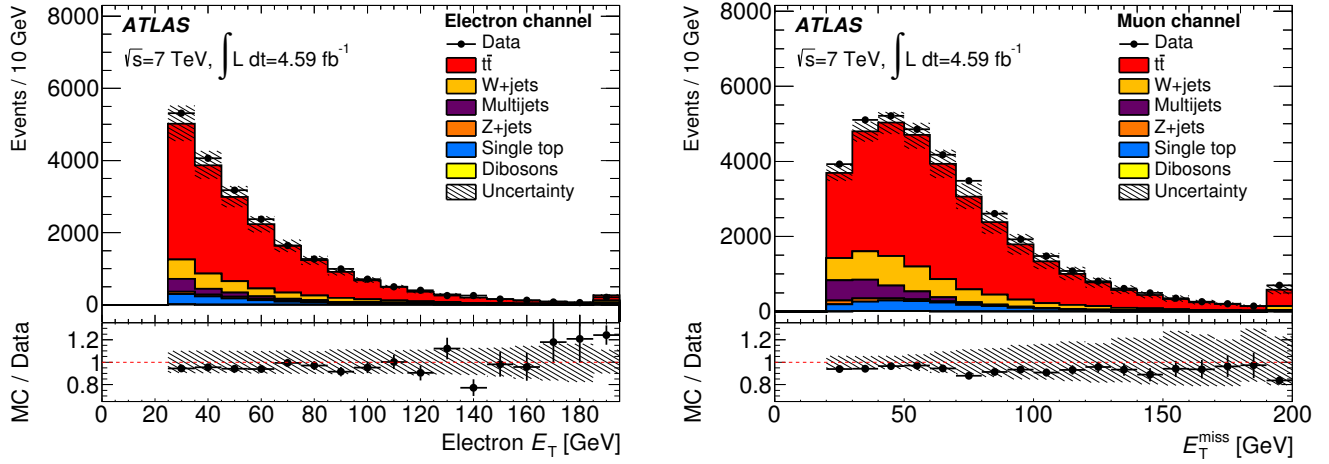 ATLAS
√s=7 TeV, ∫ L dt=4.59 fb⁻¹
Electron channel
Data
tt̄
W+jets
Multijets
Z+jets
Single top
Dibosons
Uncertainty
Events / 10 GeV
8000
6000
4000
2000
0
MC / Data
1.2
1
0.8
0 20 40 60 80 100 120 140 160 180
Electron E_T [GeV]
ATLAS
√s=7 TeV, ∫ L dt=4.59 fb⁻¹
Muon channel
Data
tt̄
W+jets
Multijets
Z+jets
Single top
Dibosons
Uncertainty
Events / 10 GeV
8000
6000
4000
2000
0
MC / Data
1.2
1
0.8
0 50 100 150 200
E_T^miss [GeV]